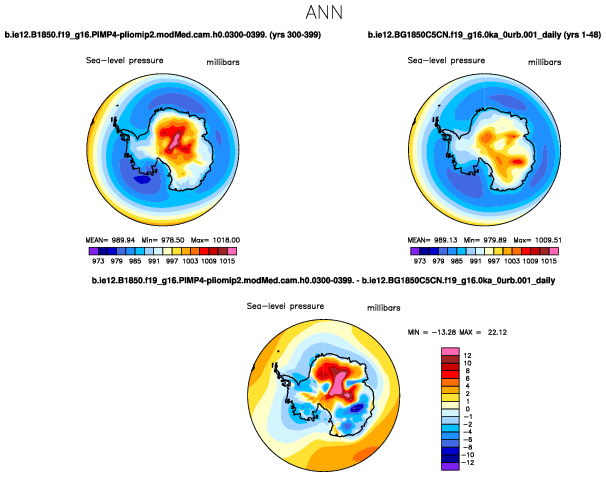 ANN
b.ie12.B1850.f19_g16.PIMP4-pliomip2.modMed.cam.h0.0300-0399. (yrs 300-399)
b.ie12.BG1850C5CN.f19_g16.0ka_0urb.001_daily (yrs 1-48)
Sea-level pressure millibars
Sea-level pressure millibars
MEAN= 989.94 Min= 978.50 Max= 1018.00
MEAN= 989.13 Min= 979.89 Max= 1009.51
973 979 985 991 997 1003 1009 1015
973 979 985 991 997 1003 1009 1015
b.ie12.B1850.f19_g16.PIMP4-pliomip2.modMed.cam.h0.0300-0399. - b.ie12.BG1850C5CN.f19_g16.0ka_0urb.001_daily
Sea-level pressure millibars
MIN = -13.28 MAX = 22.12
12
10
8
6
4
2
1
0
-1
-2
-4
-6
-8
-10
-12